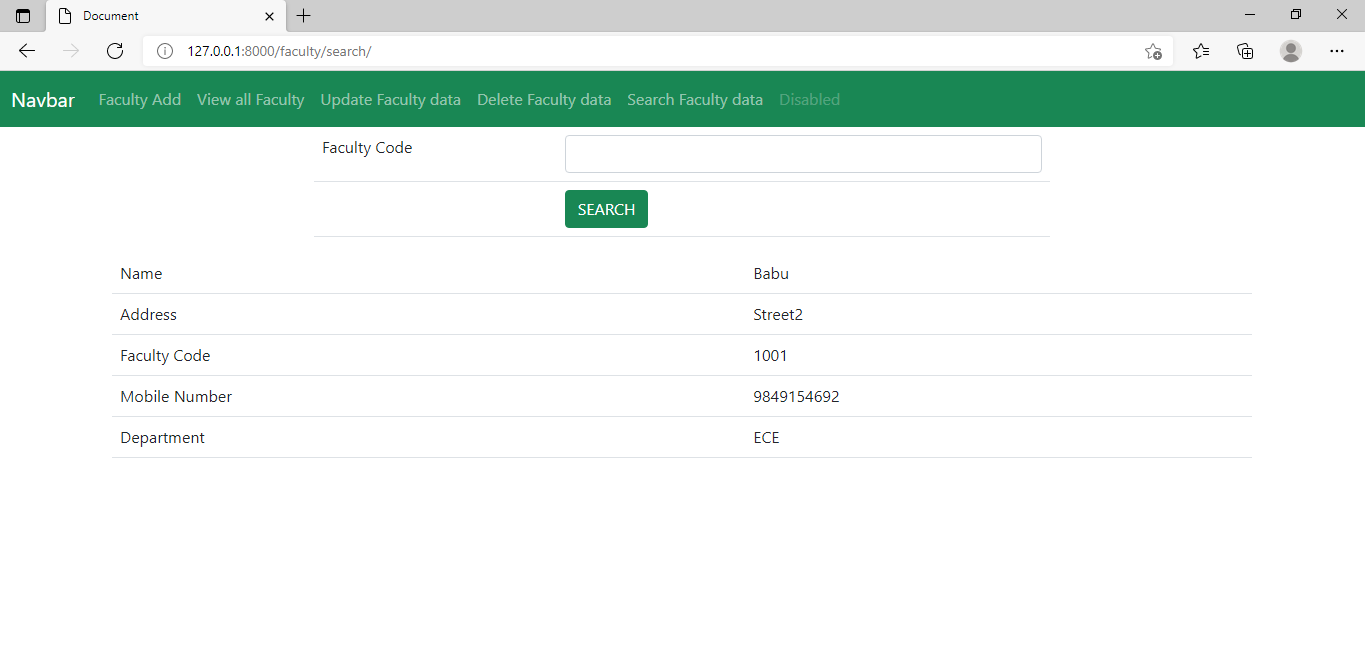 Document
127.0.0.1:8000/faculty/search/
Navbar Faculty Add View all Faculty Update Faculty data Delete Faculty data Search Faculty data Disabled
Faculty Code
SEARCH
Name Babu
Address Street2
Faculty Code 1001
Mobile Number 9849154692
Department ECE